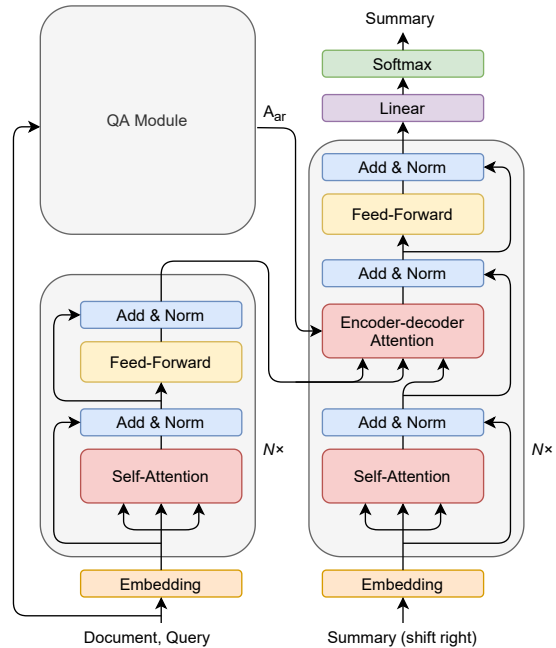 Summary
Softmax
Linear
QA Module
A_ar
Add & Norm
Feed-Forward
Add & Norm
Encoder-decoder
Attention
Add & Norm
Self-Attention
N×
Embedding
Summary (shift right)
Add & Norm
Feed-Forward
Add & Norm
Self-Attention
N×
Embedding
Document, Query